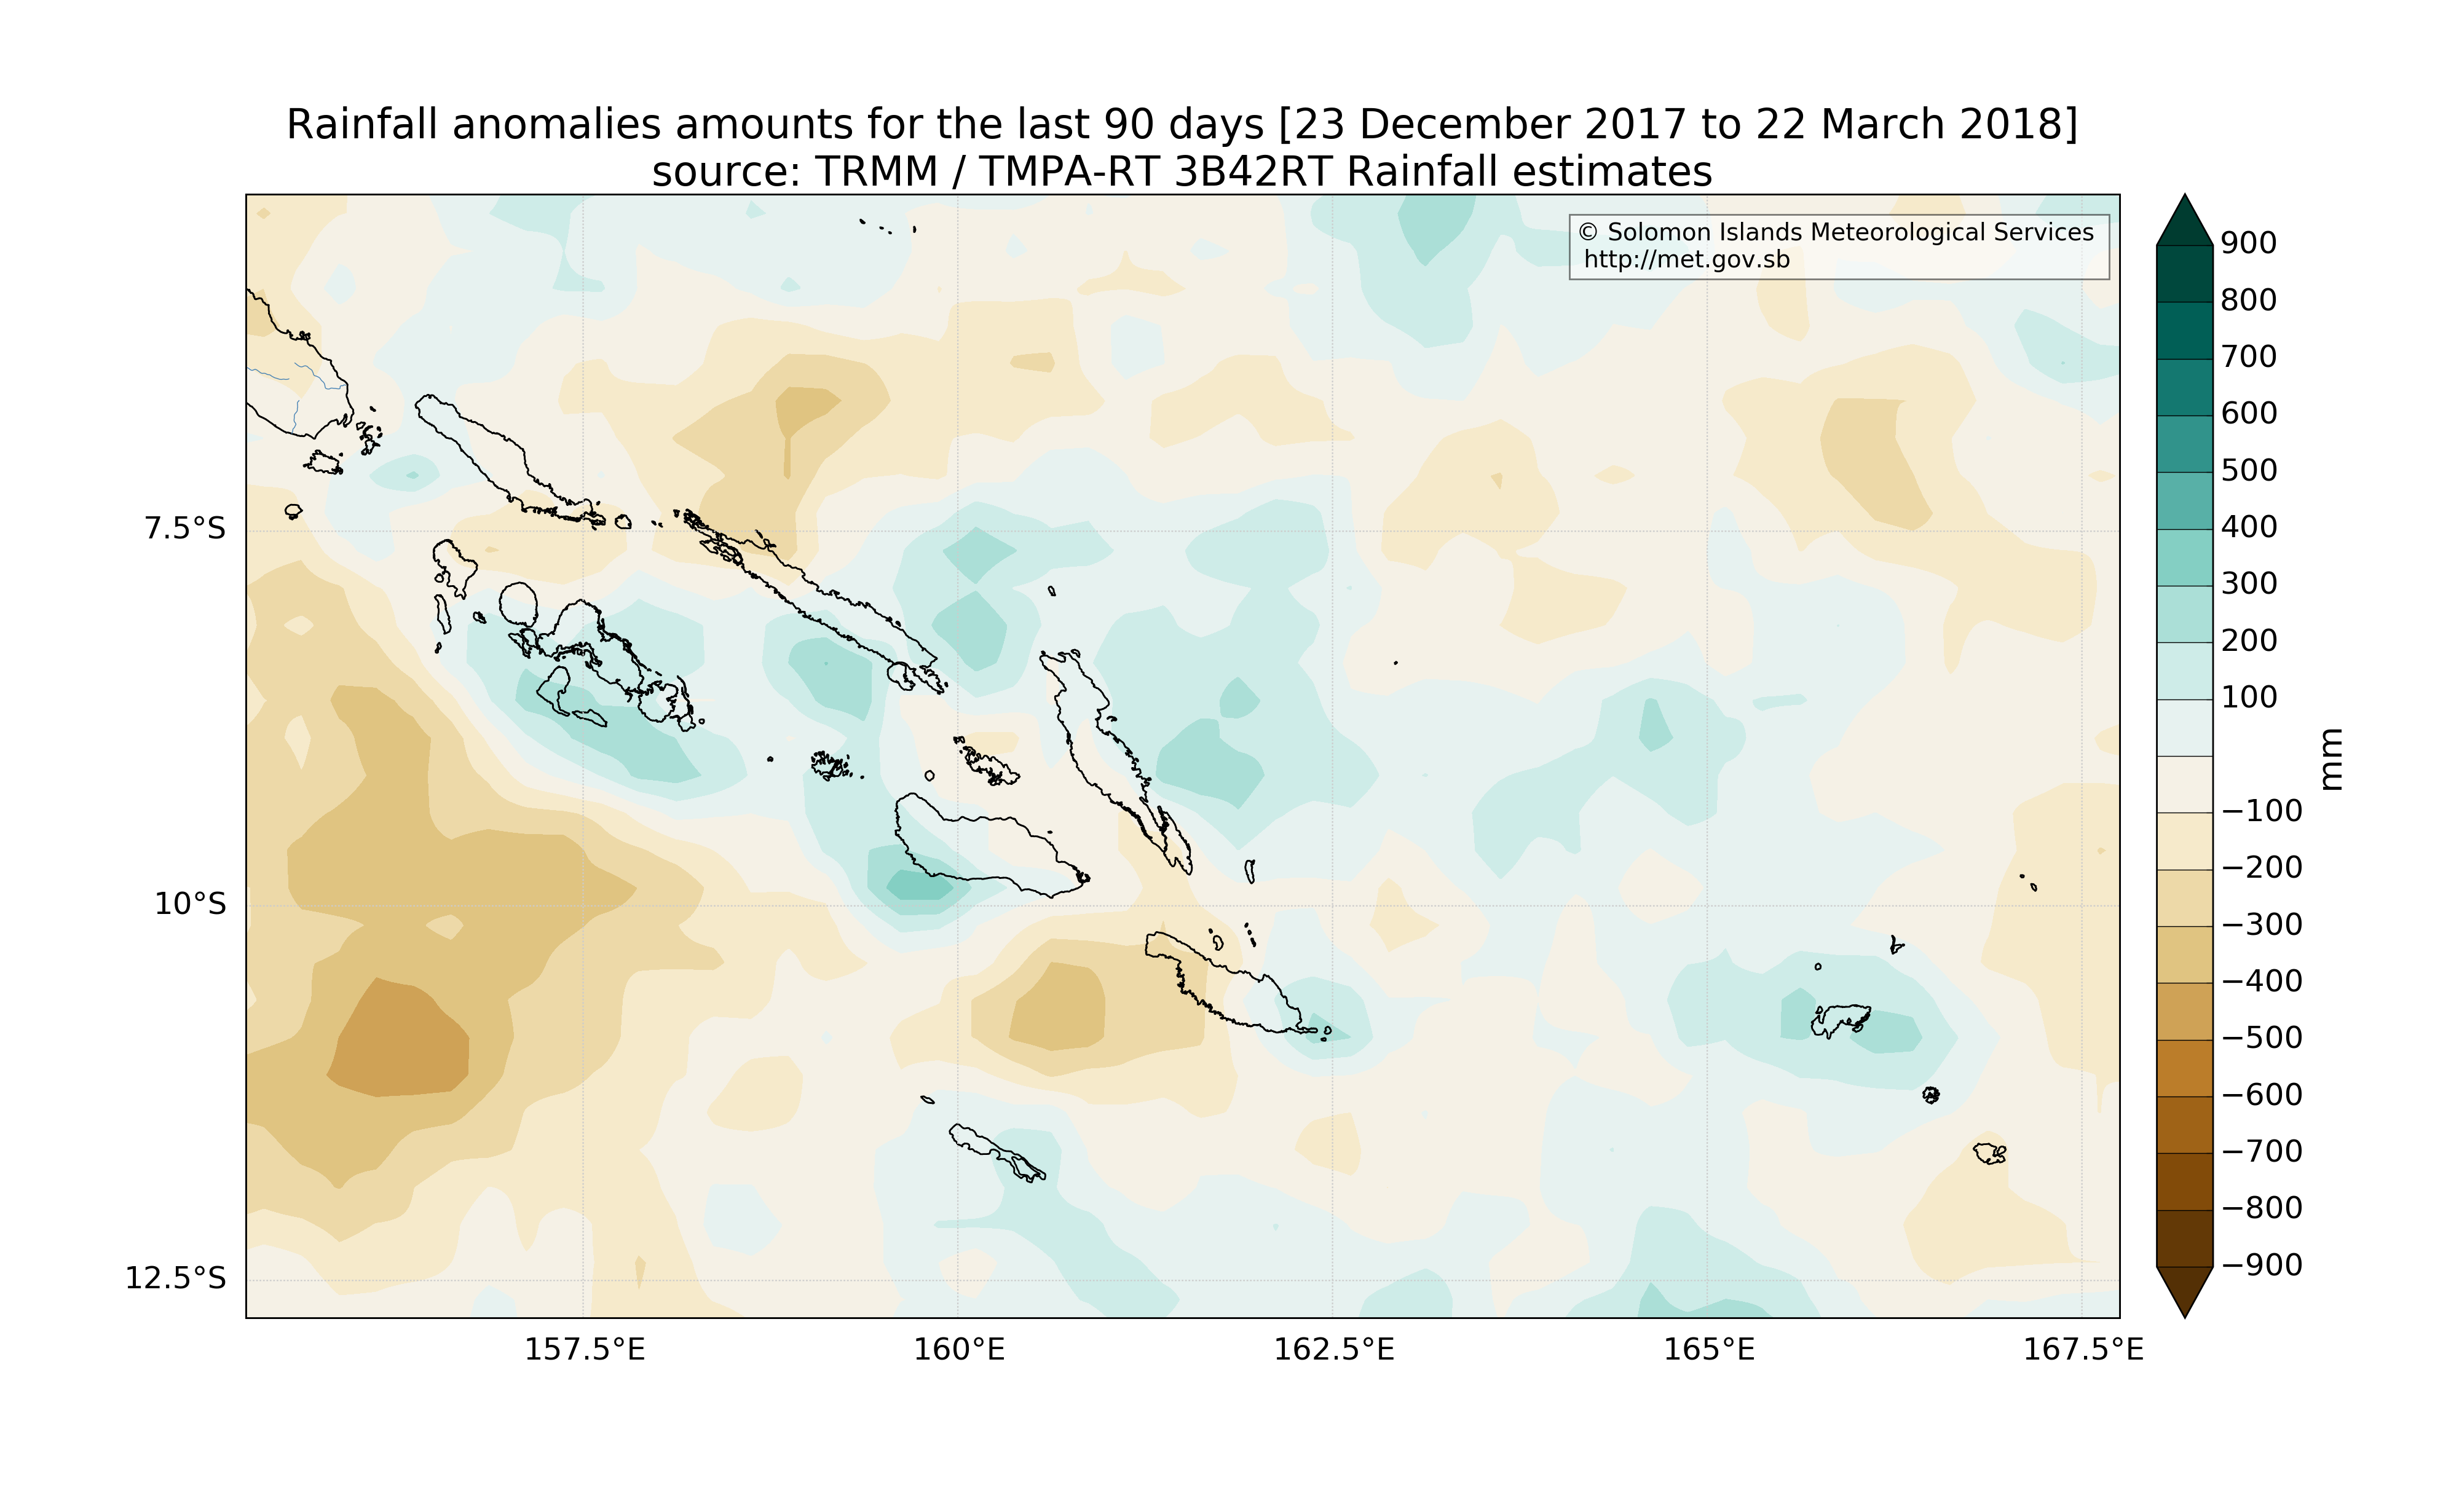 Rainfall anomalies amounts for the last 90 days [23 December 2017 to 22 March 2018]
source: TRMM / TMPA-RT 3B42RT Rainfall estimates
© Solomon Islands Meteorological Services
http://met.gov.sb
7.5°S
10°S
12.5°S
157.5°E
160°E
162.5°E
165°E
167.5°E
900
800
700
600
500
400
300
200
100
−100
−200
−300
−400
−500
−600
−700
−800
−900
mm